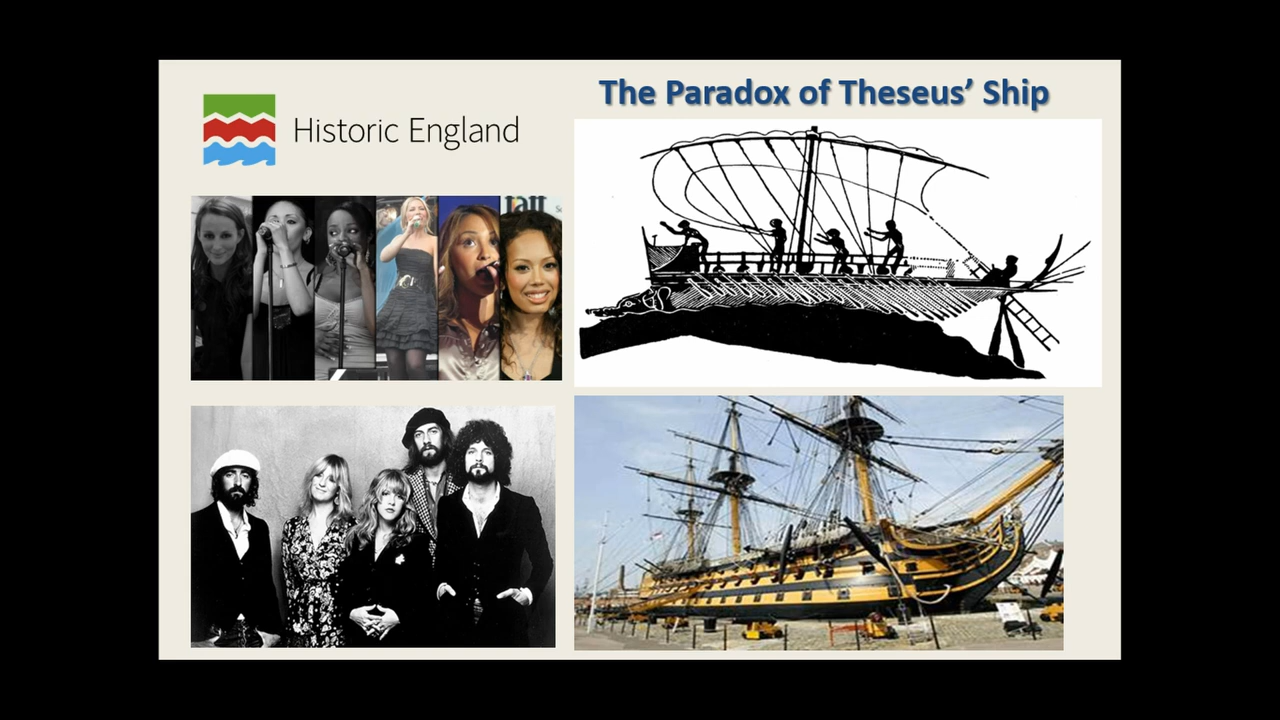 Historic England
The Paradox of Theseus’ Ship